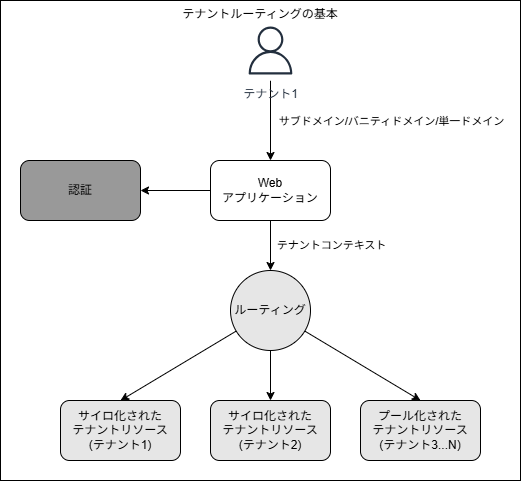 テナントルーティングの基本
テナント1
サブドメイン/バニティドメイン/単一ドメイン
認証
Web
アプリケーション
テナントコンテキスト
ルーティング
サイロ化された
テナントリソース
(テナント1)
サイロ化された
テナントリソース
(テナント2)
プール化された
テナントリソース
(テナント3...N)